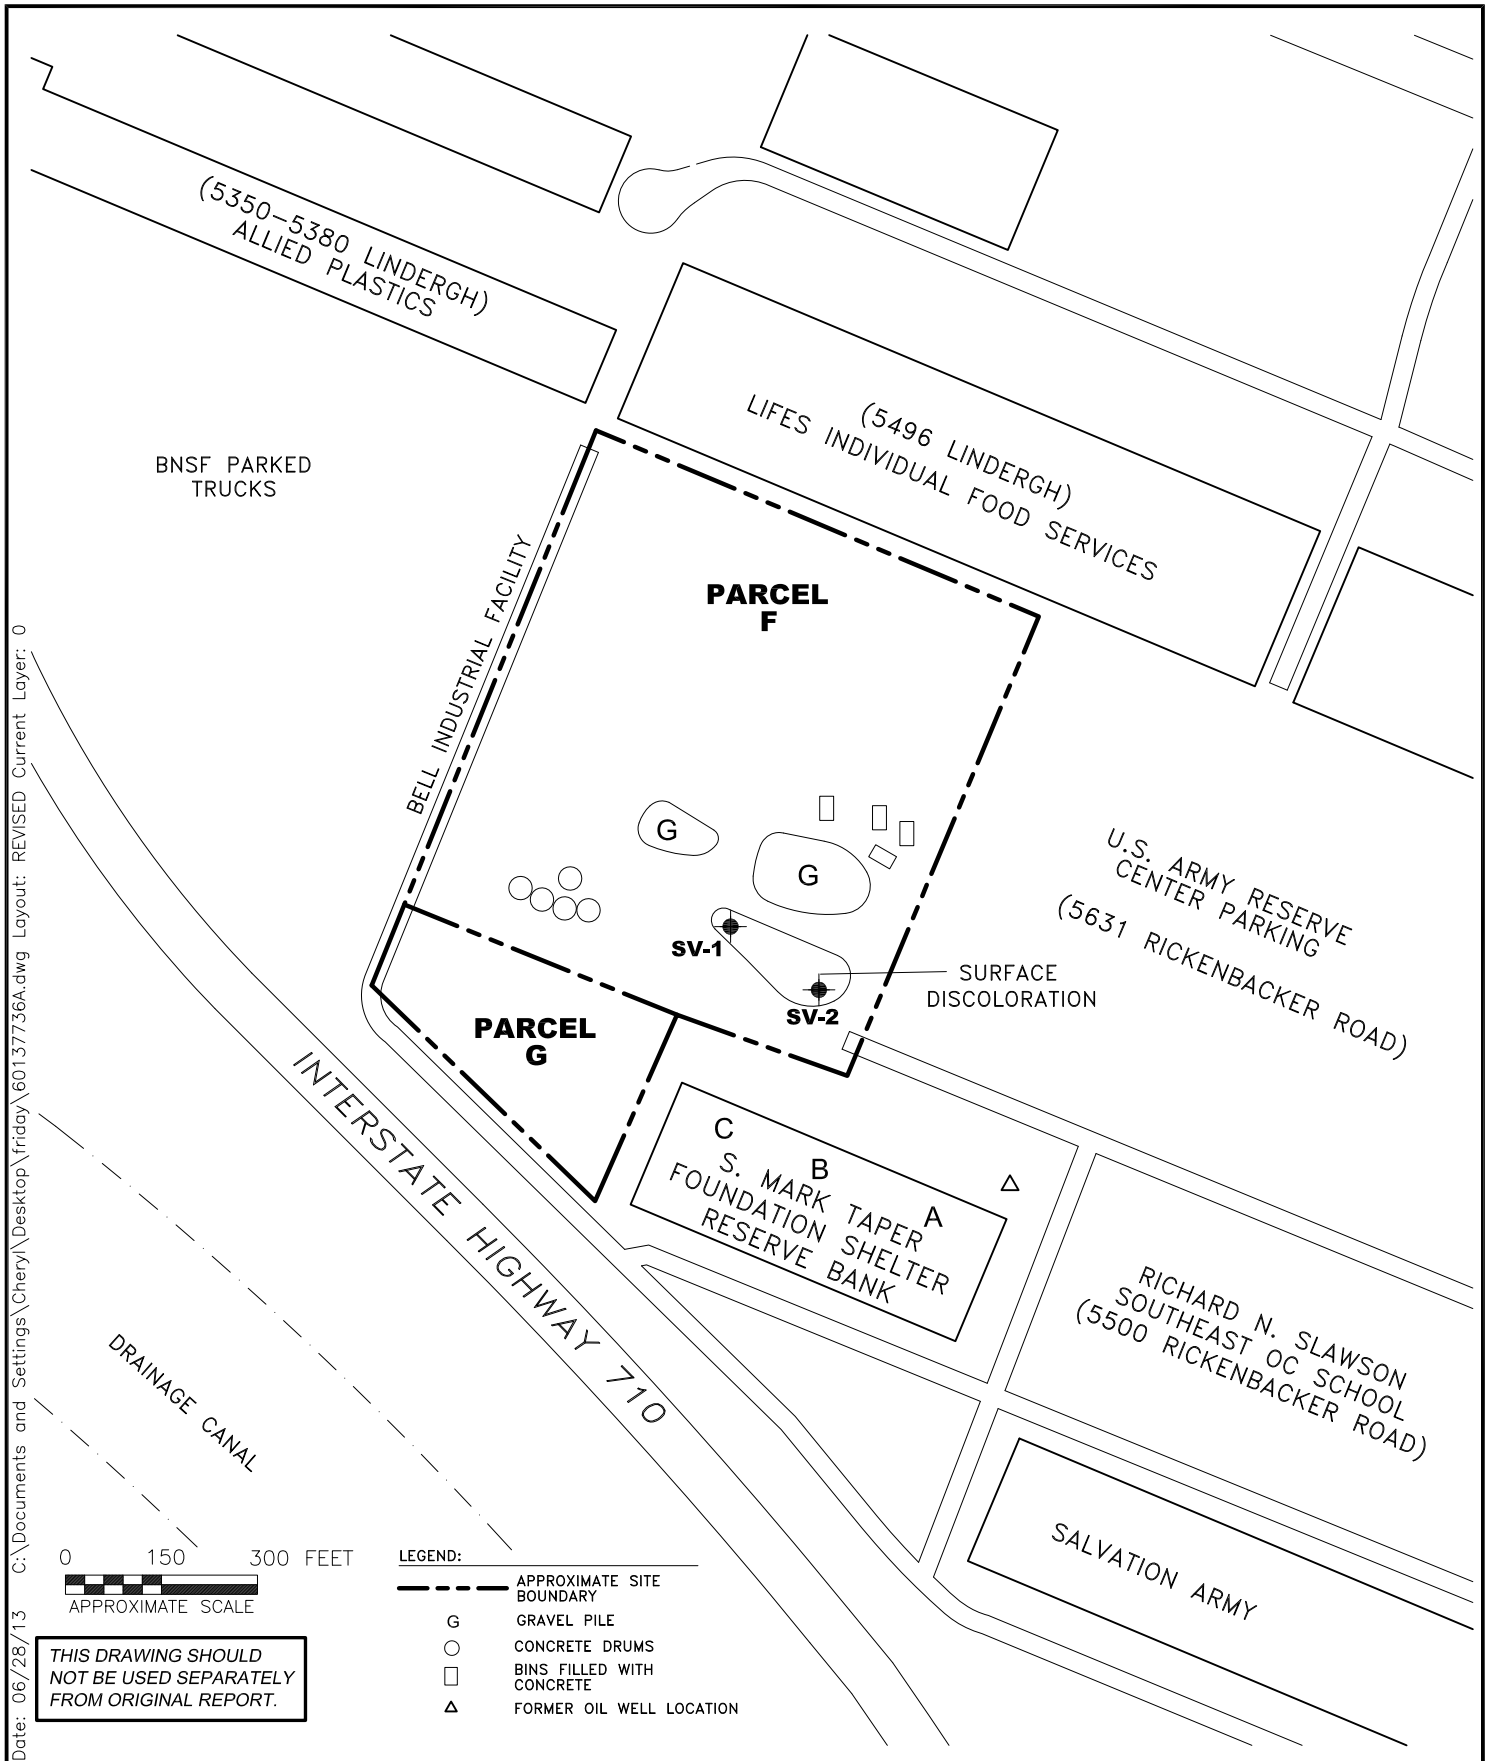 (5350-5380 LINDERGH)
ALLIED PLASTICS
(5496 LINDERGH)
LIFES INDIVIDUAL FOOD SERVICES
BNSF PARKED
TRUCKS
BELL INDUSTRIAL FACILITY
PARCEL
F
G
G
U.S. ARMY RESERVE
CENTER PARKING
(5631 RICKENBACKER ROAD)
SV-1
SURFACE
DISCOLORATION
SV-2
PARCEL
G
INTERSTATE HIGHWAY 710
C
B
A
S. MARK TAPER
FOUNDATION SHELTER
RESERVE BANK
RICHARD N. SLAWSON
SOUTHEAST OC SCHOOL
(5500 RICKENBACKER ROAD)
DRAINAGE CANAL
SALVATION ARMY
0 150 300 FEET
APPROXIMATE SCALE
THIS DRAWING SHOULD
NOT BE USED SEPARATELY
FROM ORIGINAL REPORT.
LEGEND:
APPROXIMATE SITE
BOUNDARY
G GRAVEL PILE
CONCRETE DRUMS
BINS FILLED WITH
CONCRETE
FORMER OIL WELL LOCATION
Date: 06/28/13 C:\Documents and Settings\Cheryl\Desktop\friday\60137736A.dwg Layout: REVISED Current Layer: 0